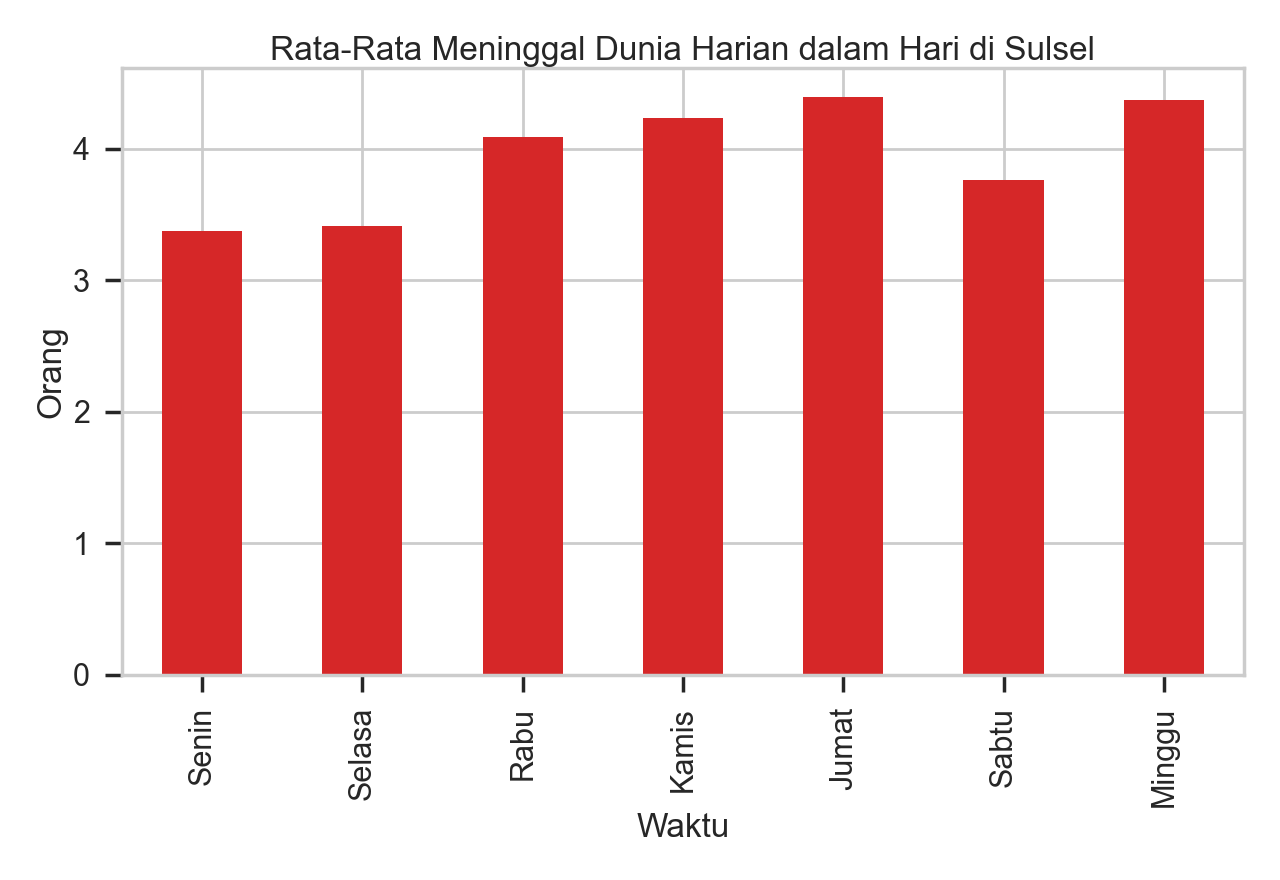 Rata-Rata Meninggal Dunia Harian dalam Hari di Sulsel
4
3
2
1
0
Orang
Senin
Selasa
Rabu
Kamis
Jumat
Sabtu
Minggu
Waktu